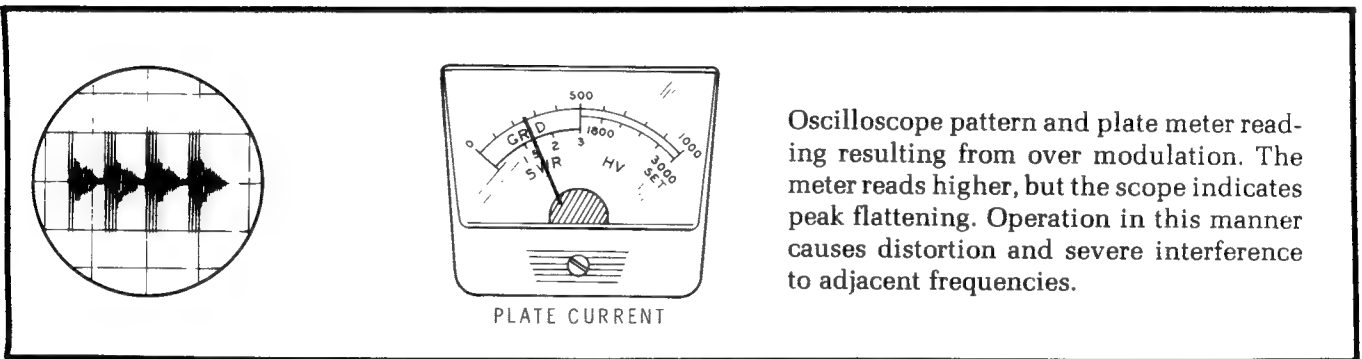 500
0
GRID
1000
1800
1.5
2
3
3000
SWR
HV
SET
PLATE CURRENT
Oscilloscope pattern and plate meter read-
ing resulting from over modulation. The
meter reads higher, but the scope indicates
peak flattening. Operation in this manner
causes distortion and severe interference
to adjacent frequencies.